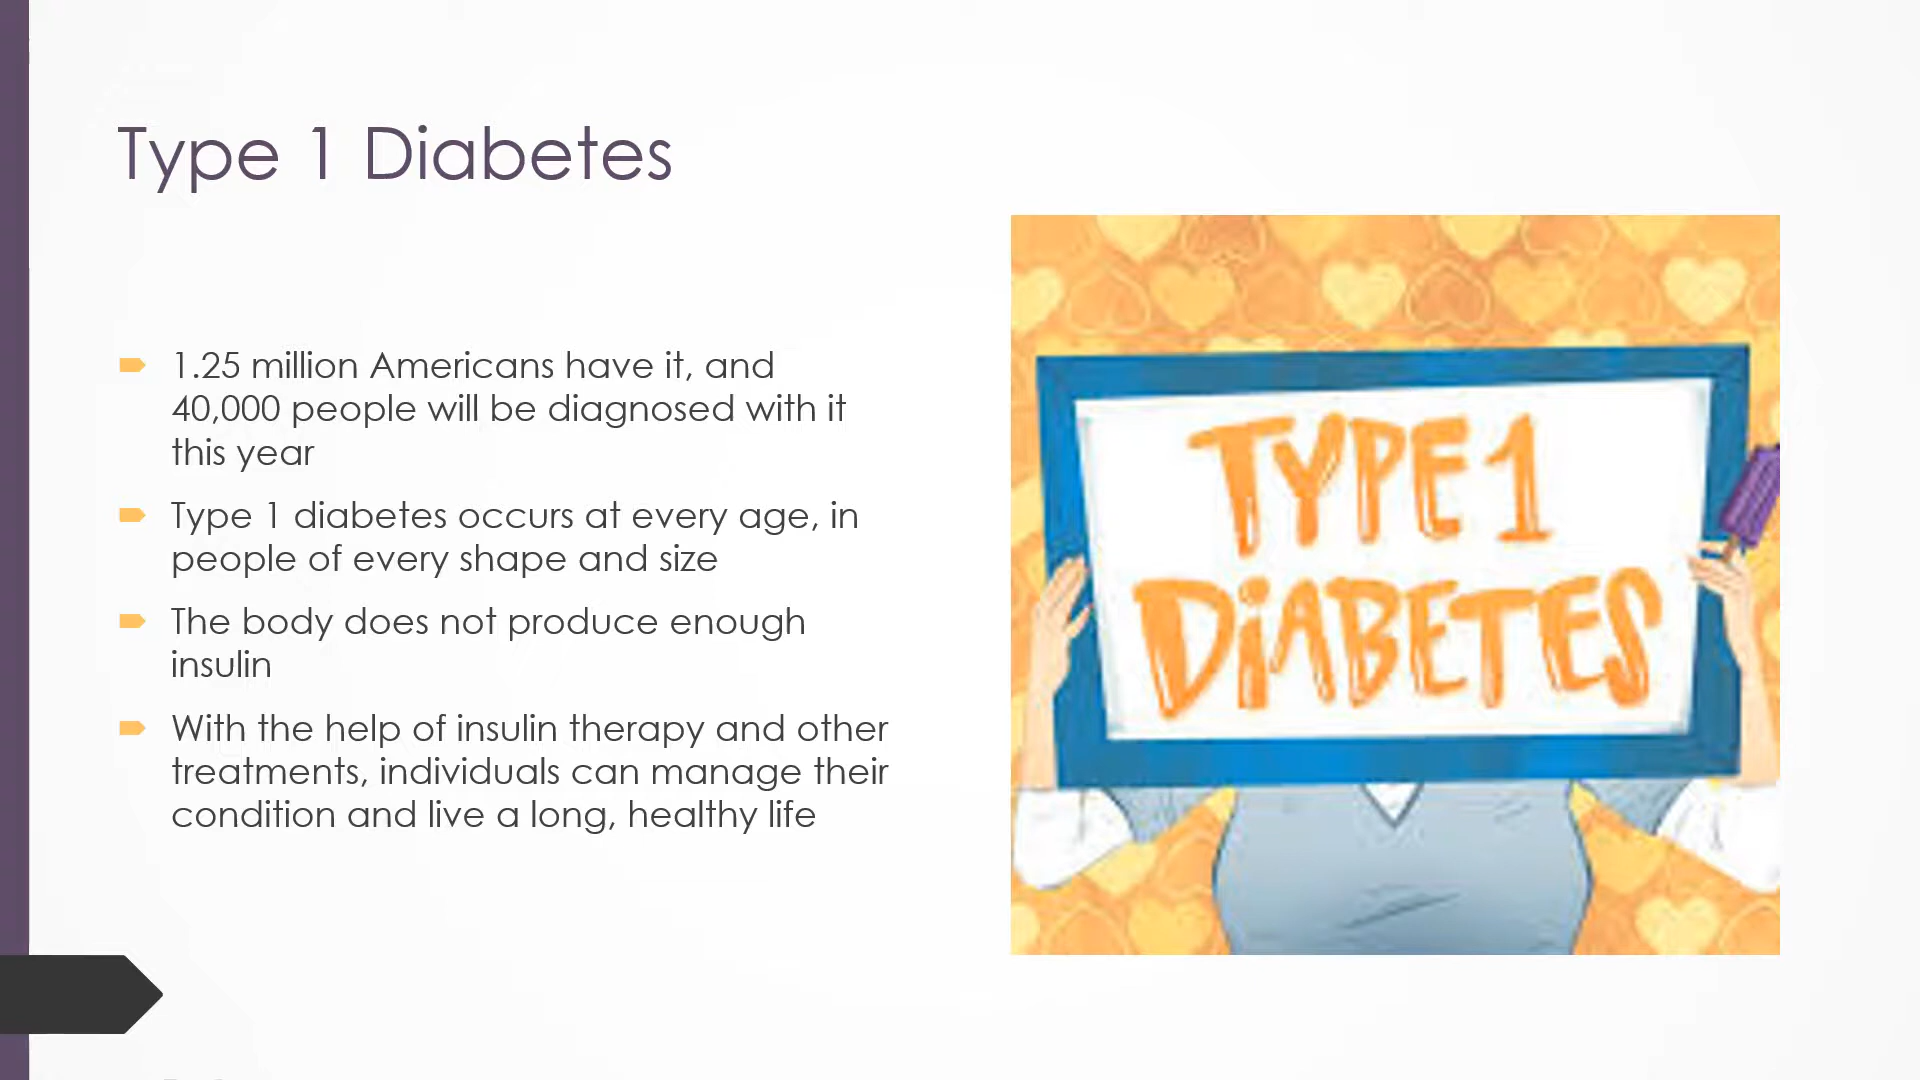 Type 1 Diabetes
1.25 million Americans have it, and
40,000 people will be diagnosed with it
this year
Type 1 diabetes occurs at every age, in
people of every shape and size
The body does not produce enough
insulin
With the help of insulin therapy and other
treatments, individuals can manage their
condition and live a long, healthy life
TYPE 1
DiABETES